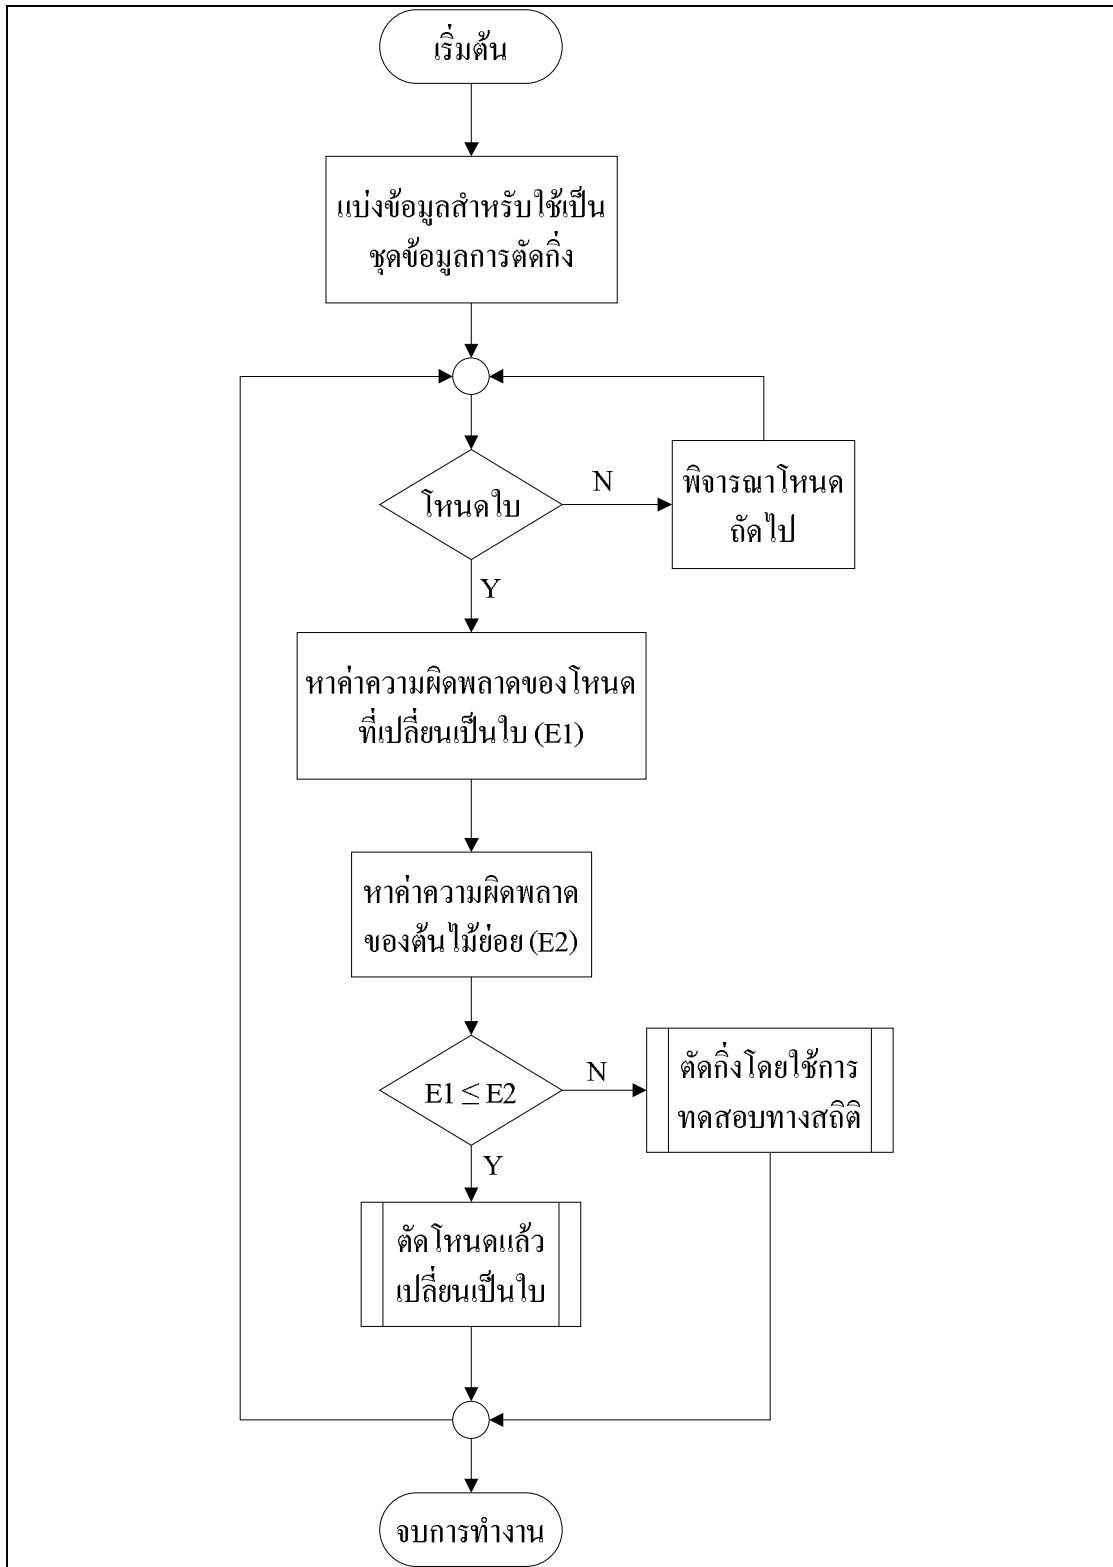 เริ่มต้น
แบ่งข้อมูลสำหรับใช้เป็น
ชุดข้อมูลการตัดกิ่ง
โหนดใบ
N
พิจารณาโหนด
ถัดไป
Y
หาค่าความผิดพลาดของโหนด
ที่เปลี่ยนเป็นใบ (E1)
หาค่าความผิดพลาด
ของต้นไม้ย่อย (E2)
E1 ≤ E2
N
ตัดกิ่งโดยใช้การ
ทดสอบทางสถิติ
Y
ตัดโหนดแล้ว
เปลี่ยนเป็นใบ
จบการทำงาน